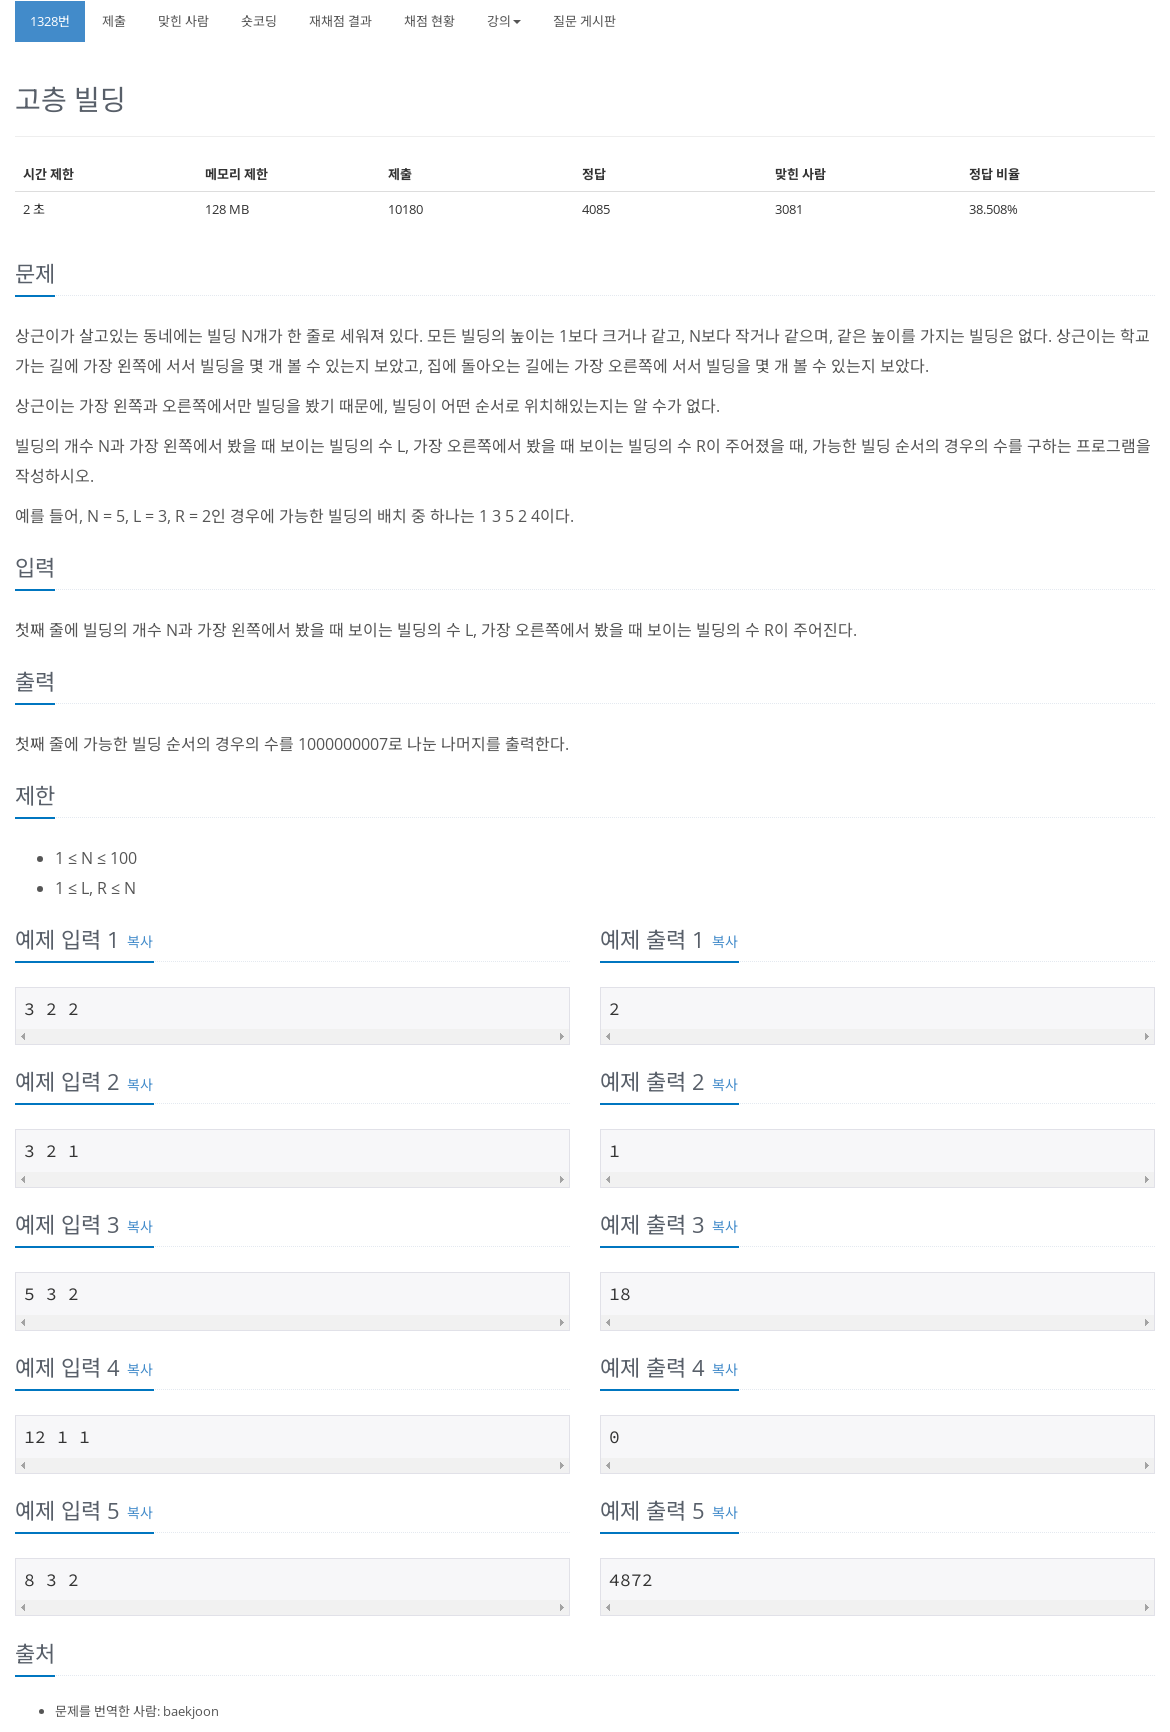 1328번 제출 맞힌 사람 숏코딩 재채점 결과 채점 현황 강의 질문 게시판
고층 빌딩
시간 제한 메모리 제한 제출 정답 맞힌 사람 정답 비율
2 초 128 MB 10180 4085 3081 38.508%
문제
상근이가 살고있는 동네에는 빌딩 N개가 한 줄로 세워져 있다. 모든 빌딩의 높이는 1보다 크거나 같고, N보다 작거나 같으며, 같은 높이를 가지는 빌딩은 없다. 상근이는 학교
가는 길에 가장 왼쪽에 서서 빌딩을 몇 개 볼 수 있는지 보았고, 집에 돌아오는 길에는 가장 오른쪽에 서서 빌딩을 몇 개 볼 수 있는지 보았다.
상근이는 가장 왼쪽과 오른쪽에서만 빌딩을 봤기 때문에, 빌딩이 어떤 순서로 위치해있는지는 알 수가 없다.
빌딩의 개수 N과 가장 왼쪽에서 봤을 때 보이는 빌딩의 수 L, 가장 오른쪽에서 봤을 때 보이는 빌딩의 수 R이 주어졌을 때, 가능한 빌딩 순서의 경우의 수를 구하는 프로그램을
작성하시오.
예를 들어, N = 5, L = 3, R = 2인 경우에 가능한 빌딩의 배치 중 하나는 1 3 5 2 4이다.
입력
첫째 줄에 빌딩의 개수 N과 가장 왼쪽에서 봤을 때 보이는 빌딩의 수 L, 가장 오른쪽에서 봤을 때 보이는 빌딩의 수 R이 주어진다.
출력
첫째 줄에 가능한 빌딩 순서의 경우의 수를 1000000007로 나눈 나머지를 출력한다.
제한
• 1 ≤ N ≤ 100
• 1 ≤ L, R ≤ N
예제 입력 1 복사 예제 출력 1 복사
3 2 2 2
예제 입력 2 복사 예제 출력 2 복사
3 2 1 1
예제 입력 3 복사 예제 출력 3 복사
5 3 2 18
예제 입력 4 복사 예제 출력 4 복사
12 1 1 0
예제 입력 5 복사 예제 출력 5 복사
8 3 2 4872
출처
• 문제를 번역한 사람: baekjoon